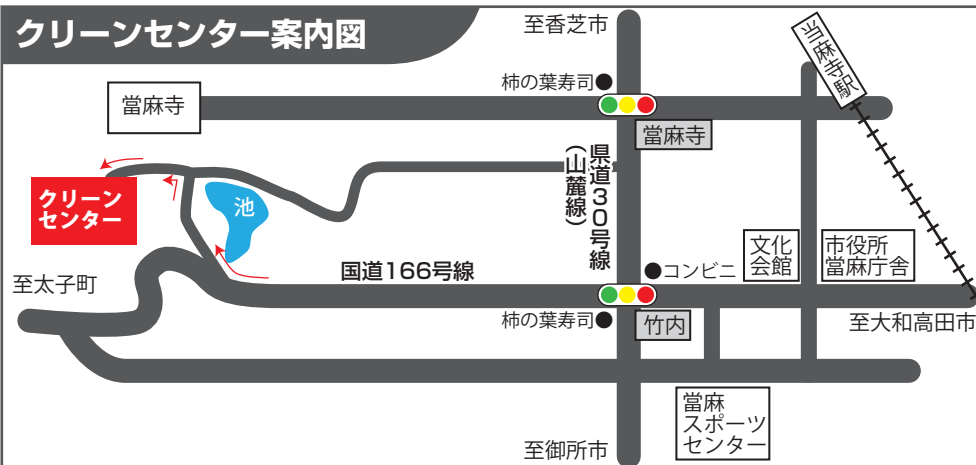 クリーンセンター案内図
至香芝市
柿の葉寿司
当麻寺駅
當麻寺
當麻寺
県道30号線
(山麓線)
クリーン
センター
池
文化
会館
市役所
當麻庁舎
コンビニ
国道166号線
至太子町
柿の葉寿司
竹内
至大和高田市
當麻
スポーツ
センター
至御所市